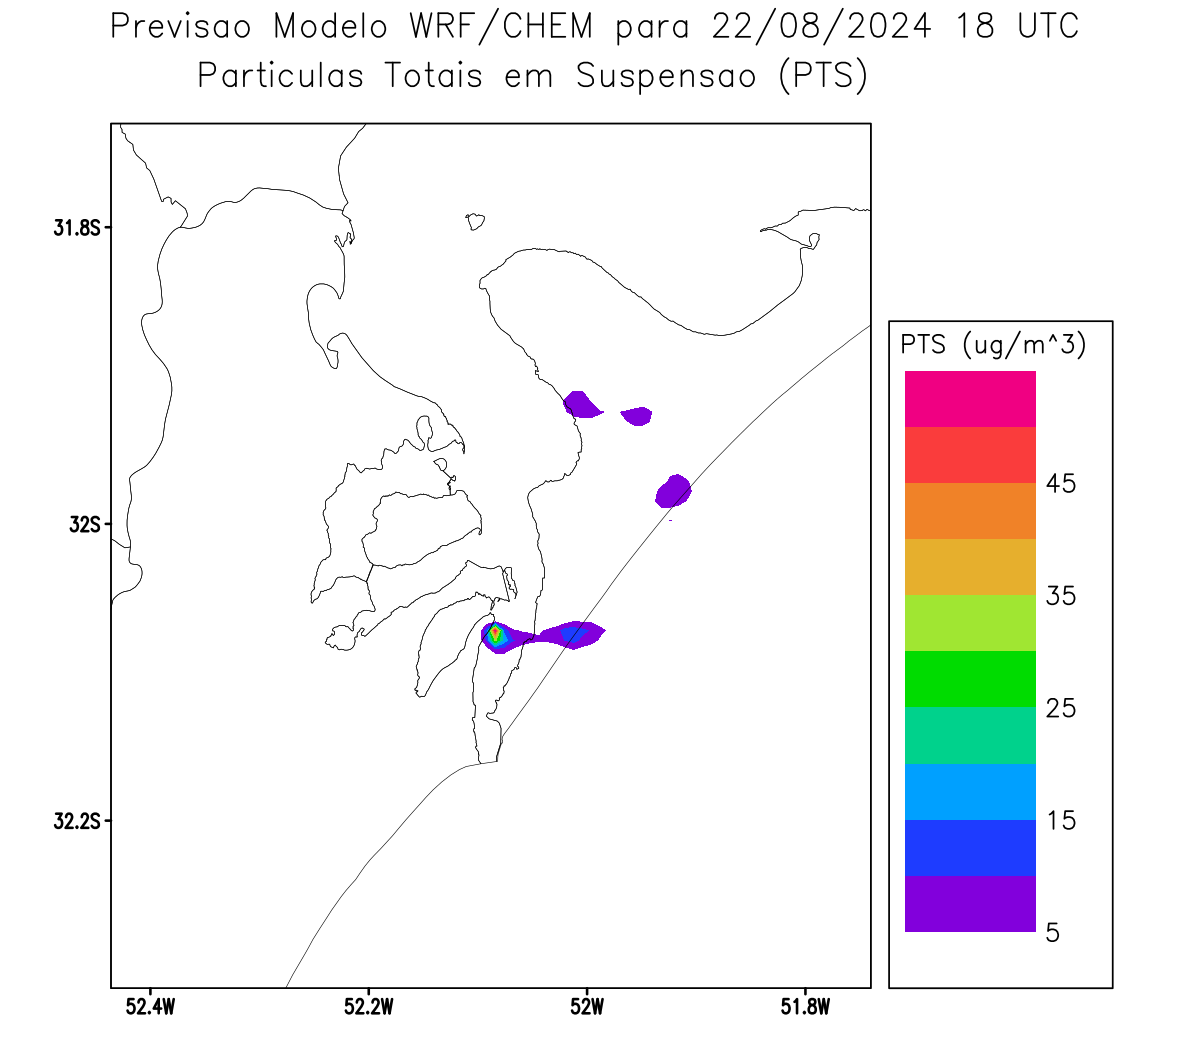 Previsao Modelo WRF/CHEM para 22/08/2024 18 UTC
Particulas Totais em Suspensao (PTS)
31.8S
32S
32.2S
52.4W
52.2W
52W
51.8W
PTS (ug/m^3)
45
35
25
15
5